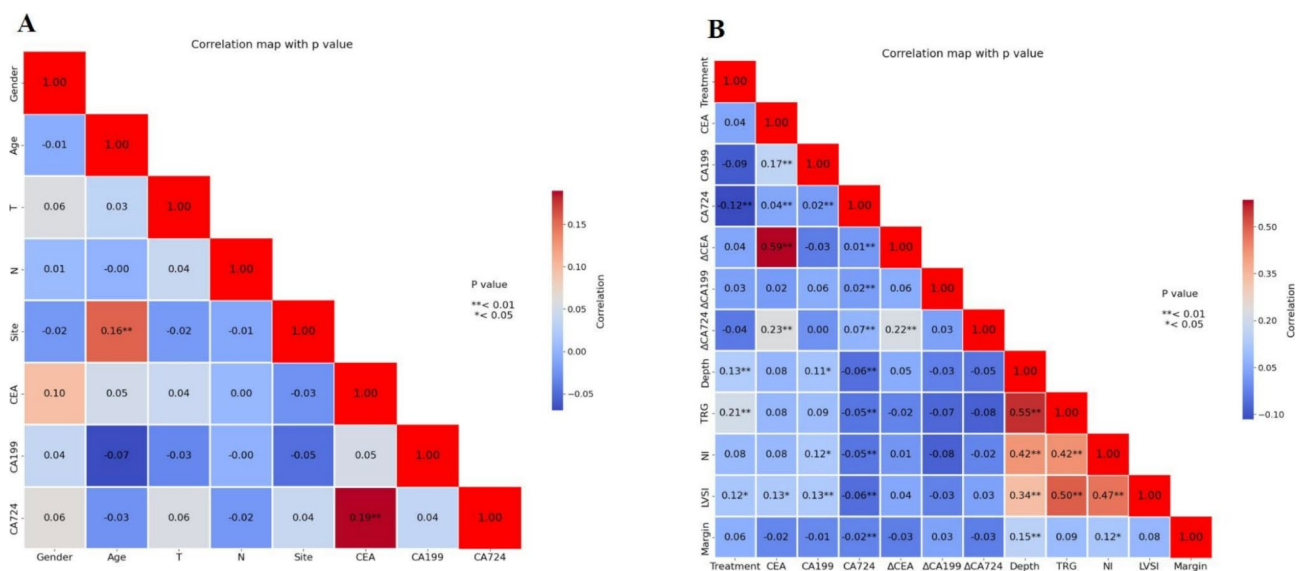 A
Correlation map with p value
Gender 1.00
Age -0.01 1.00
T 0.06 0.03 1.00
N 0.01 -0.00 0.04 1.00
Site -0.02 0.16** -0.02 -0.01 1.00
CEA 0.10 0.05 0.04 0.00 -0.03 1.00
CA199 0.04 -0.07 -0.03 -0.00 -0.05 0.05 1.00
CA724 0.06 -0.03 0.06 -0.02 0.04 0.19** 0.04 1.00
Gender Age T N Site CEA CA199 CA724
P value
**< 0.01
*< 0.05
0.15
0.10
0.05
0.00
−0.05
Correlation
B
Correlation map with p value
Treatment 1.00
CEA 0.04 1.00
CA199 -0.09 0.17** 1.00
CA724 -0.12** 0.04** 0.02** 1.00
ΔCEA 0.04 0.59** -0.03 0.01** 1.00
ΔCA199 0.03 0.02 0.06 0.02** 0.06 1.00
ΔCA724 -0.04 0.23** 0.00 0.07** 0.22** 0.03 1.00
Depth 0.13** 0.08 0.11* -0.06** 0.05 -0.03 -0.05 1.00
TRG 0.21** 0.08 0.09 -0.05** -0.02 -0.07 -0.08 0.55** 1.00
NI 0.08 0.08 0.12* -0.05** 0.01 -0.08 -0.02 0.42** 0.42** 1.00
LVSI 0.12* 0.13* 0.13** -0.06** 0.04 -0.03 0.03 0.34** 0.50** 0.47** 1.00
Margin 0.06 -0.02 -0.01 -0.02** -0.03 0.03 -0.03 0.15** 0.09 0.12* 0.08 1.00
Treatment CEA CA199 CA724 ΔCEA ΔCA199 ΔCA724 Depth TRG NI LVSI Margin
P value
**< 0.01
*< 0.05
0.50
0.35
0.20
0.05
−0.10
Correlation